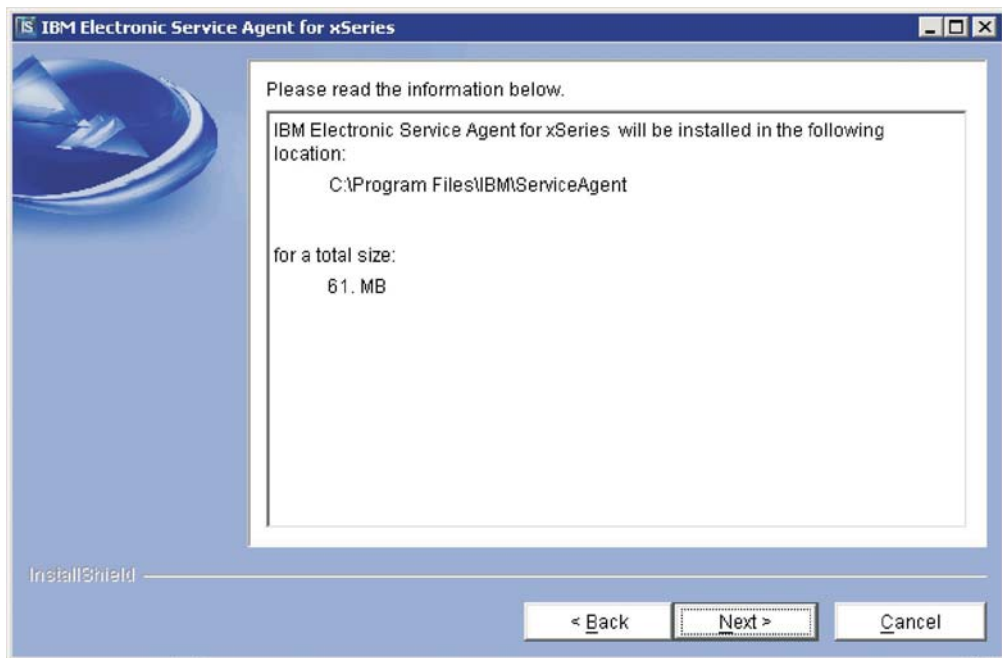 IS IBM Electronic Service Agent for xSeries
Please read the information below.
IBM Electronic Service Agent for xSeries will be installed in the following
location:
C:\Program Files\IBM\ServiceAgent
for a total size:
61. MB
InstallShield
< Back Next > Cancel